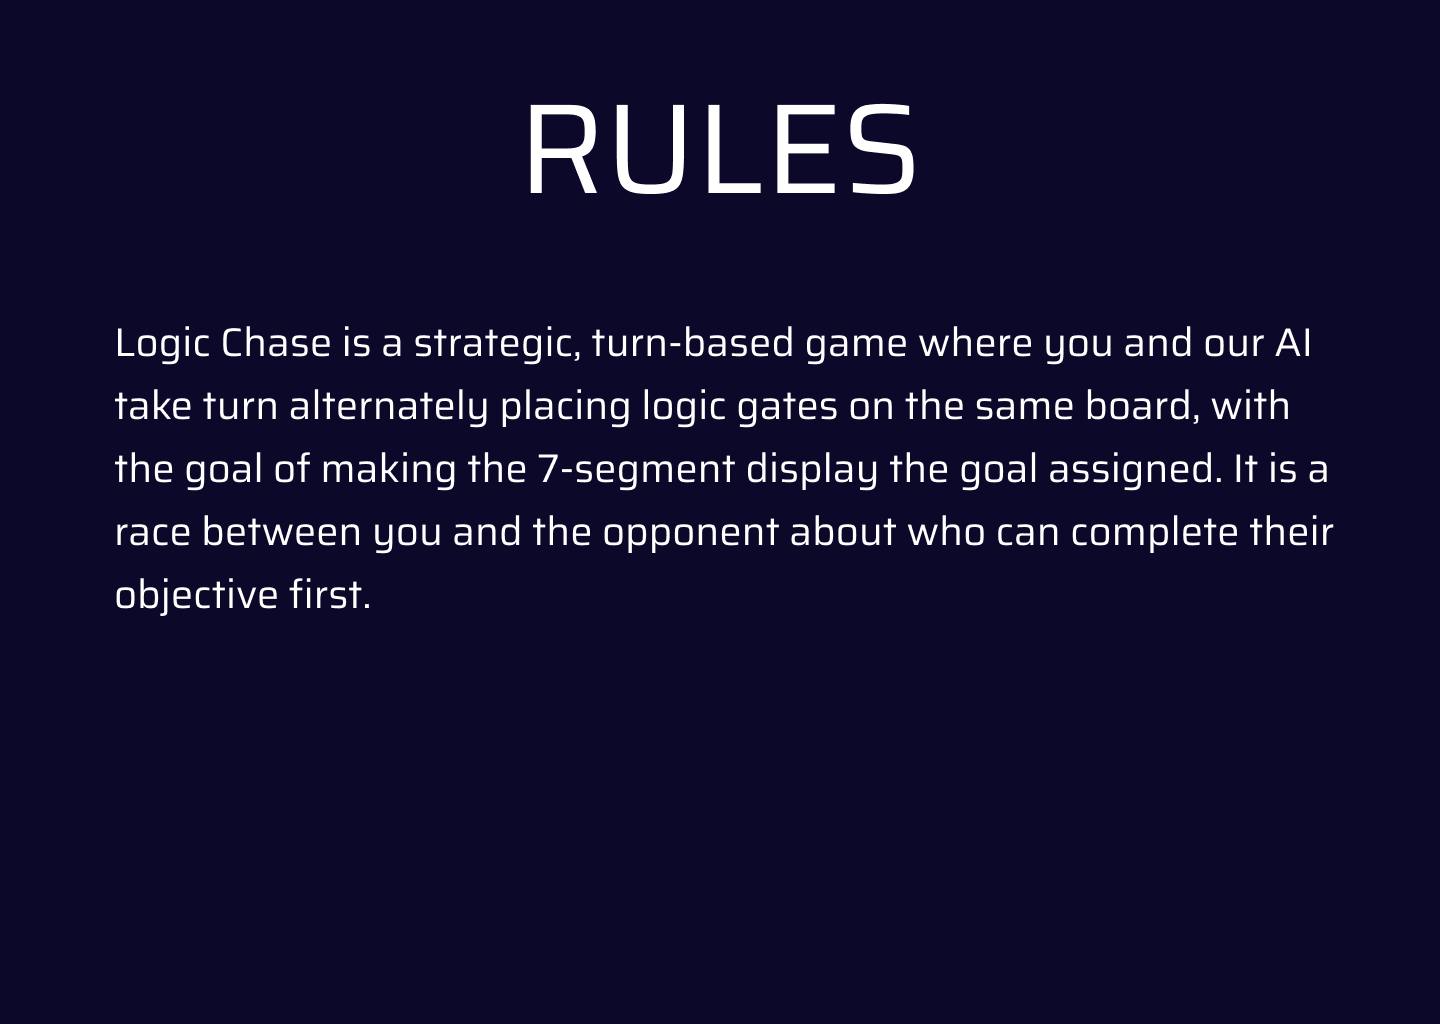 RULES
Logic Chase is a strategic, turn-based game where you and our AI
take turn alternately placing logic gates on the same board, with
the goal of making the 7-segment display the goal assigned. It is a
race between you and the opponent about who can complete their
objective first.